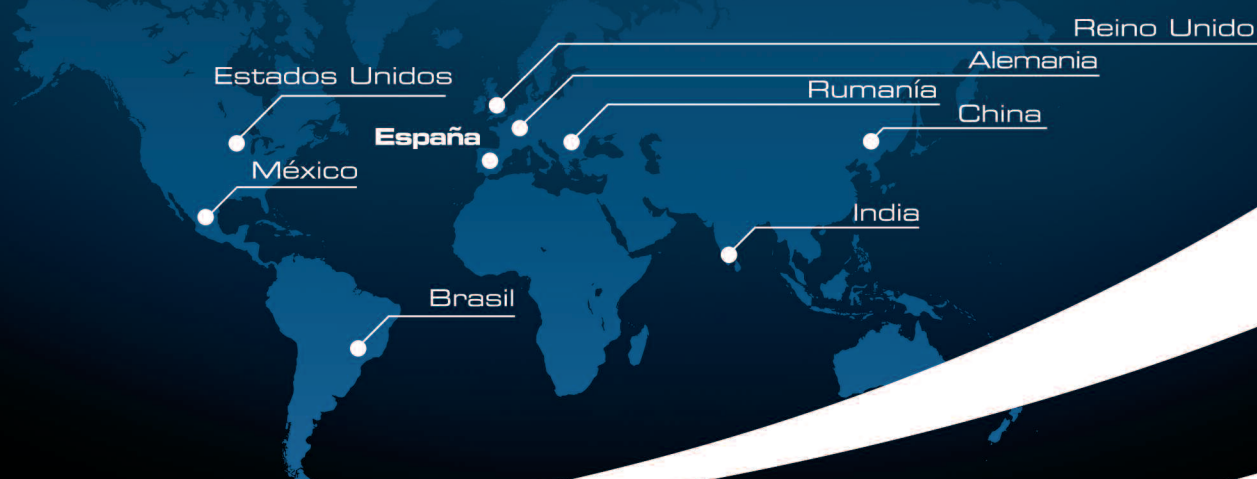 Reino Unido
Alemania
Estados Unidos
Rumanía
China
España
México
India
Brasil